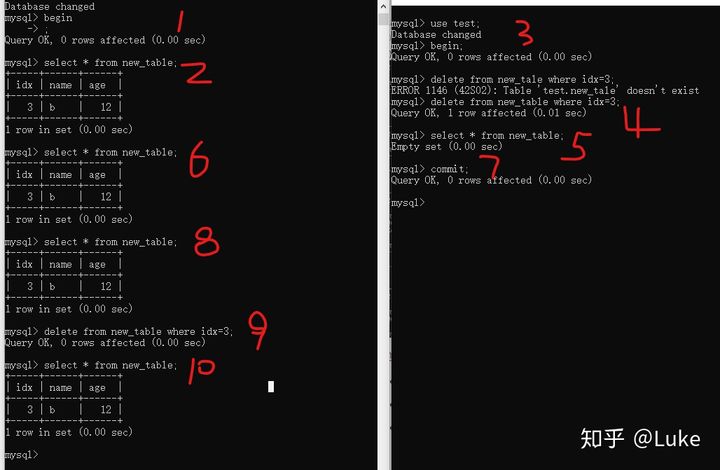 Database changed
mysql> begin
    -> ;
Query OK, 0 rows affected (0.00 sec)
1
mysql> select * from new_table;
2
+-----+------+-----+
| idx | name | age |
+-----+------+-----+
| 3 | b | 12 |
+-----+------+-----+
1 row in set (0.00 sec)
mysql> select * from new_table;
6
+-----+------+-----+
| idx | name | age |
+-----+------+-----+
| 3 | b | 12 |
+-----+------+-----+
1 row in set (0.00 sec)
mysql> select * from new_table;
8
+-----+------+-----+
| idx | name | age |
+-----+------+-----+
| 3 | b | 12 |
+-----+------+-----+
1 row in set (0.00 sec)
mysql> delete from new_table where idx=3;
9
Query OK, 0 rows affected (0.00 sec)
mysql> select * from new_table;
10
+-----+------+-----+
| idx | name | age |
+-----+------+-----+
| 3 | b | 12 |
+-----+------+-----+
1 row in set (0.00 sec)
mysql>
mysql> use test;
3
Database changed
mysql> begin;
Query OK, 0 rows affected (0.00 sec)
mysql> delete from new_tale where idx=3;
ERROR 1146 (42S02): Table 'test.new_tale' doesn't exist
mysql> delete from new_table where idx=3;
4
Query OK, 1 row affected (0.01 sec)
mysql> select * from new_table;
5
Empty set (0.00 sec)
mysql> commit;
7
Query OK, 0 rows affected (0.00 sec)
mysql>
知乎 @Luke